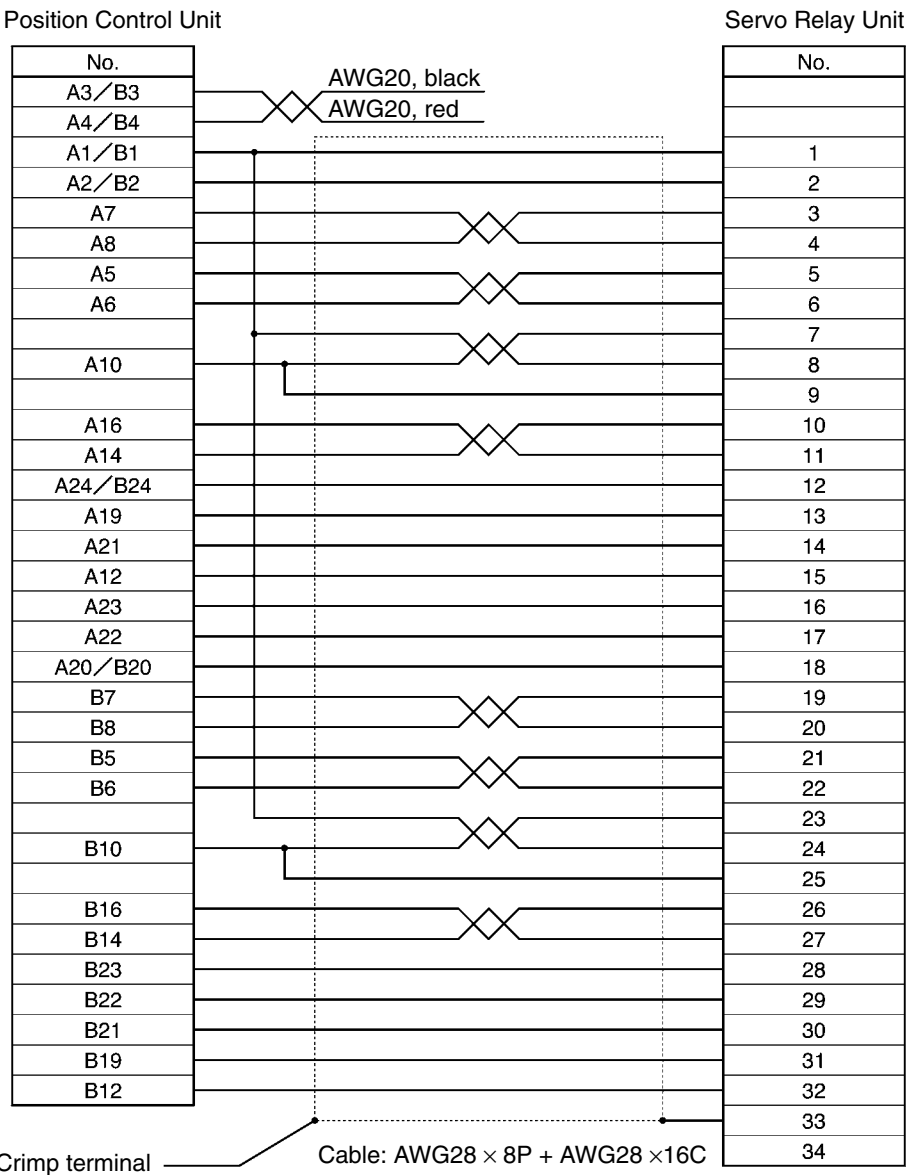 Position Control Unit Servo Relay Unit
No. No.
A3/B3 AWG20, black
A4/B4 AWG20, red
A1/B1 1
A2/B2 2
A7 3
A8 4
A5 5
A6 6
7
A10 8
9
A16 10
A14 11
A24/B24 12
A19 13
A21 14
A12 15
A23 16
A22 17
A20/B20 18
B7 19
B8 20
B5 21
B6 22
23
B10 24
25
B16 26
B14 27
B23 28
B22 29
B21 30
B19 31
B12 32
33
Crimp terminal Cable: AWG28 × 8P + AWG28 ×16C 34